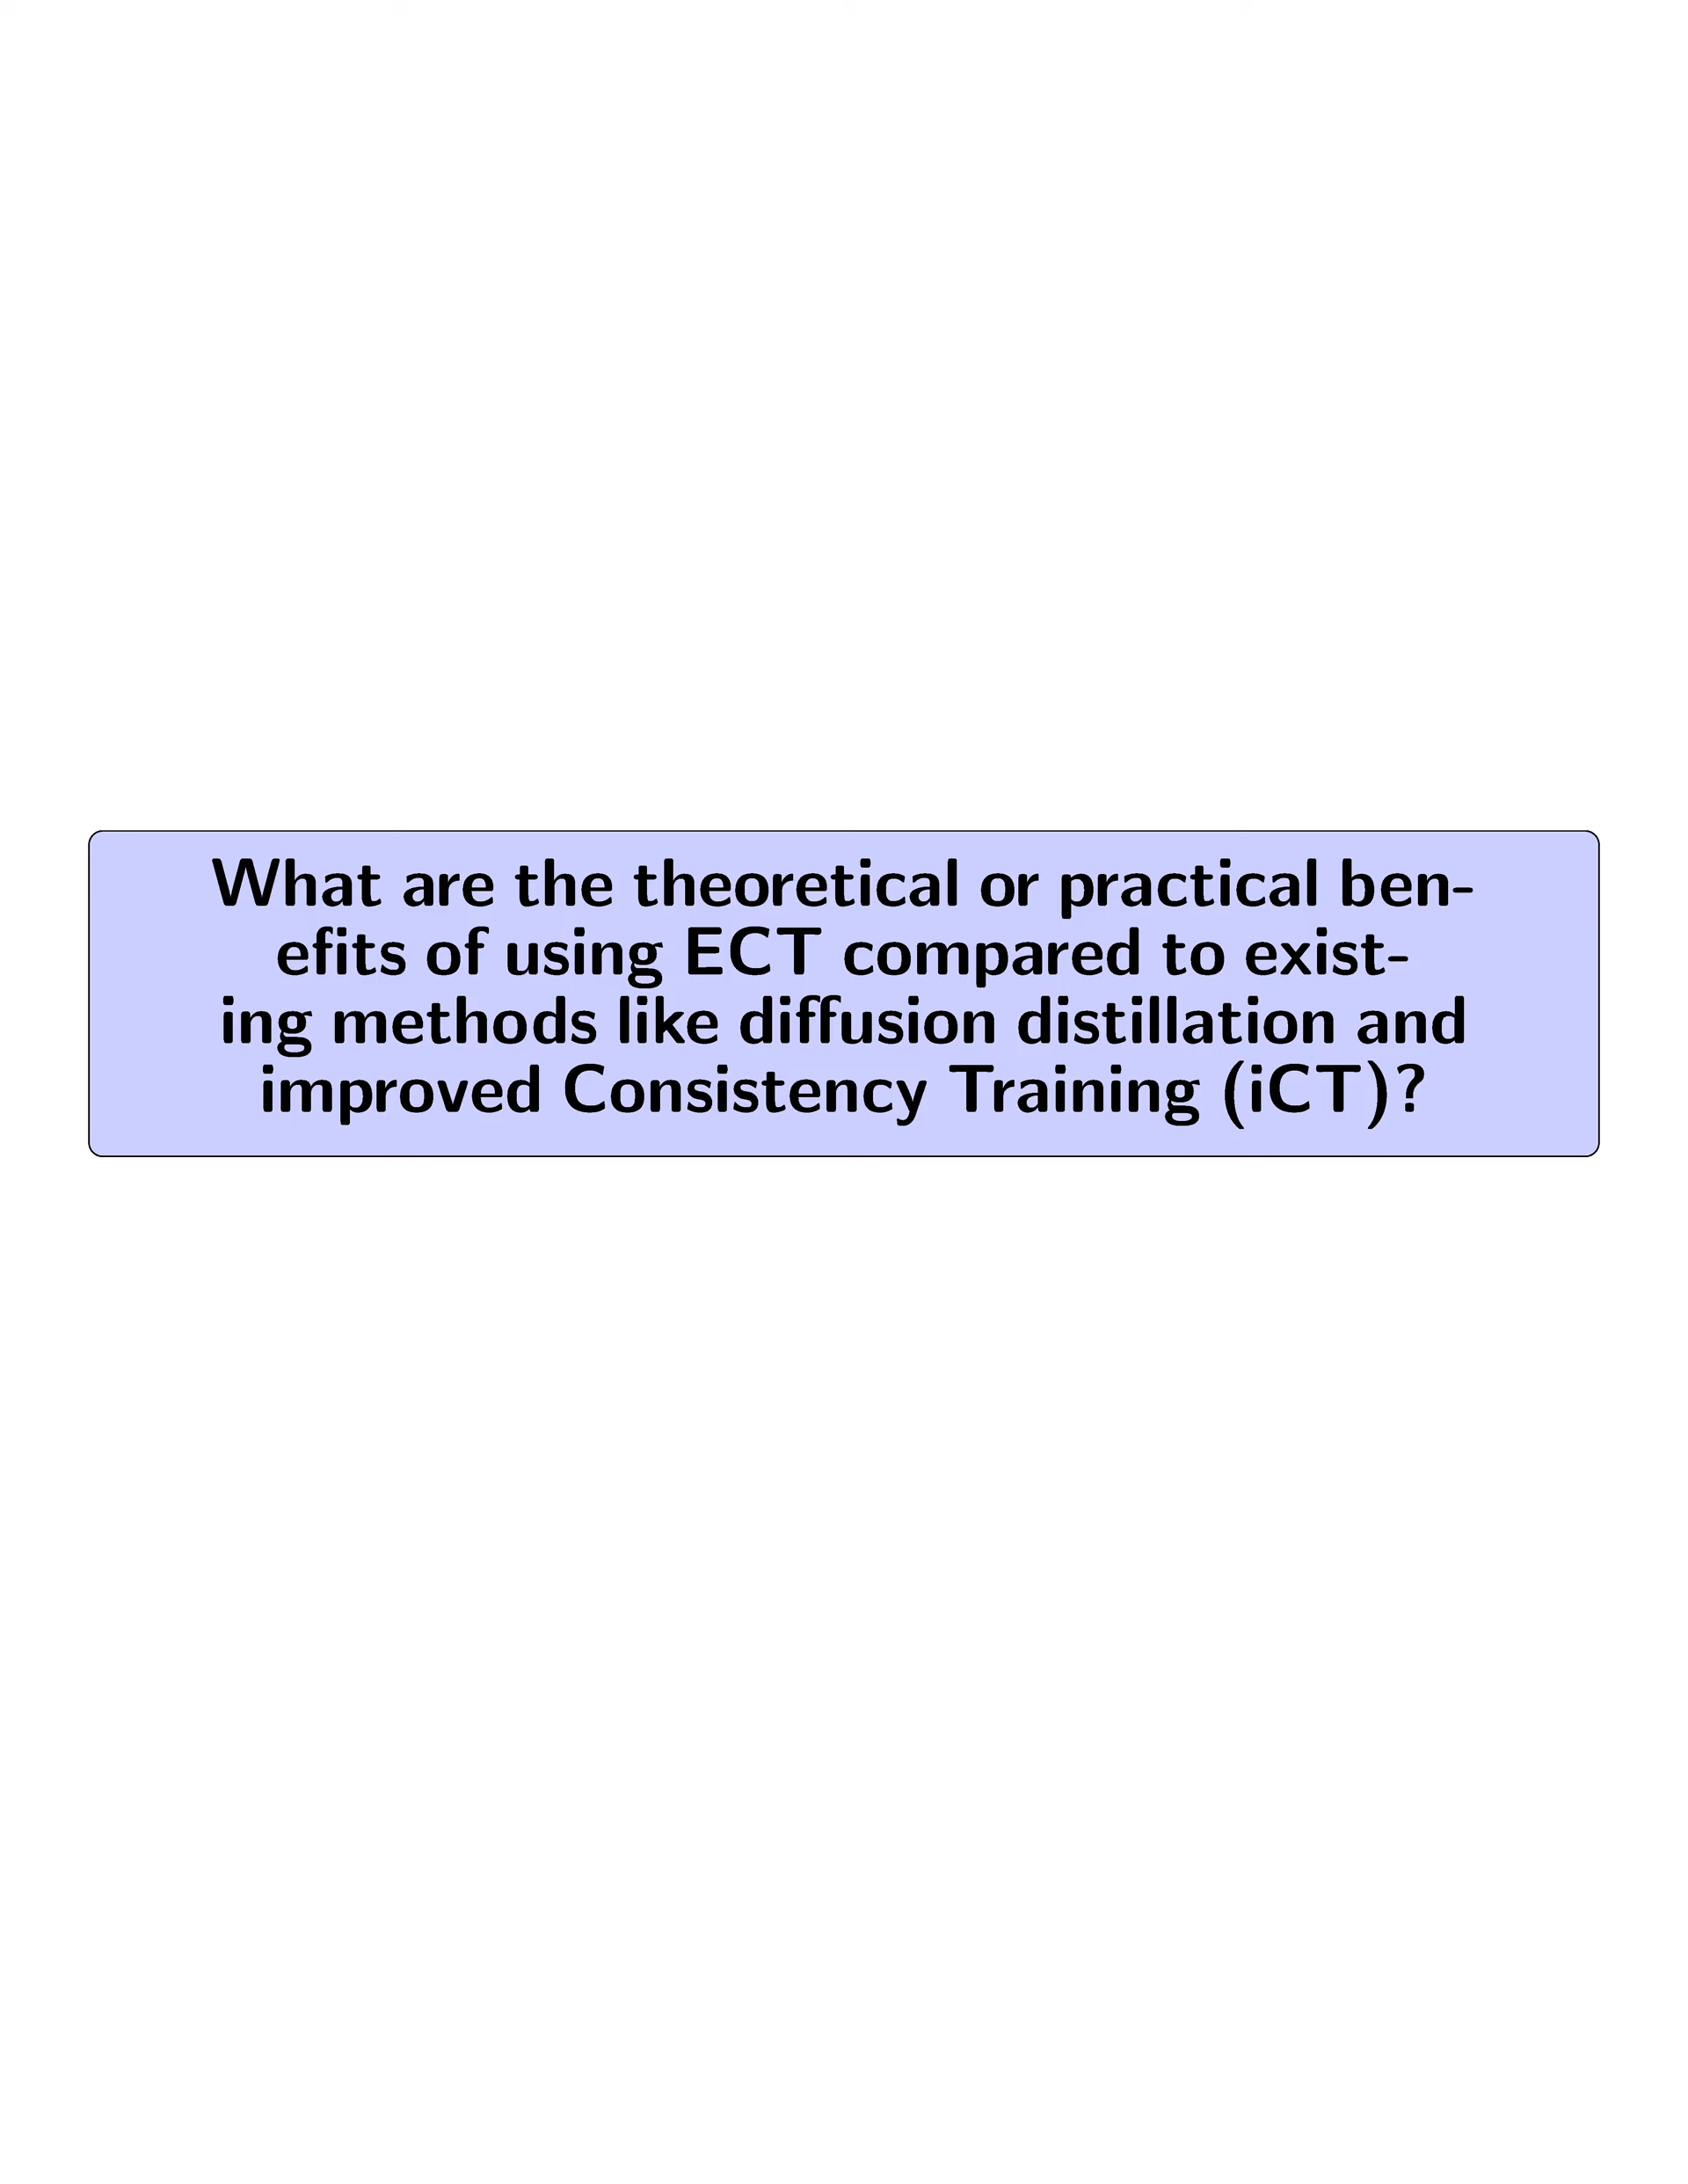 What are the theoretical or practical ben-
efits of using ECT compared to exist-
ing methods like diffusion distillation and
improved Consistency Training (iCT)?